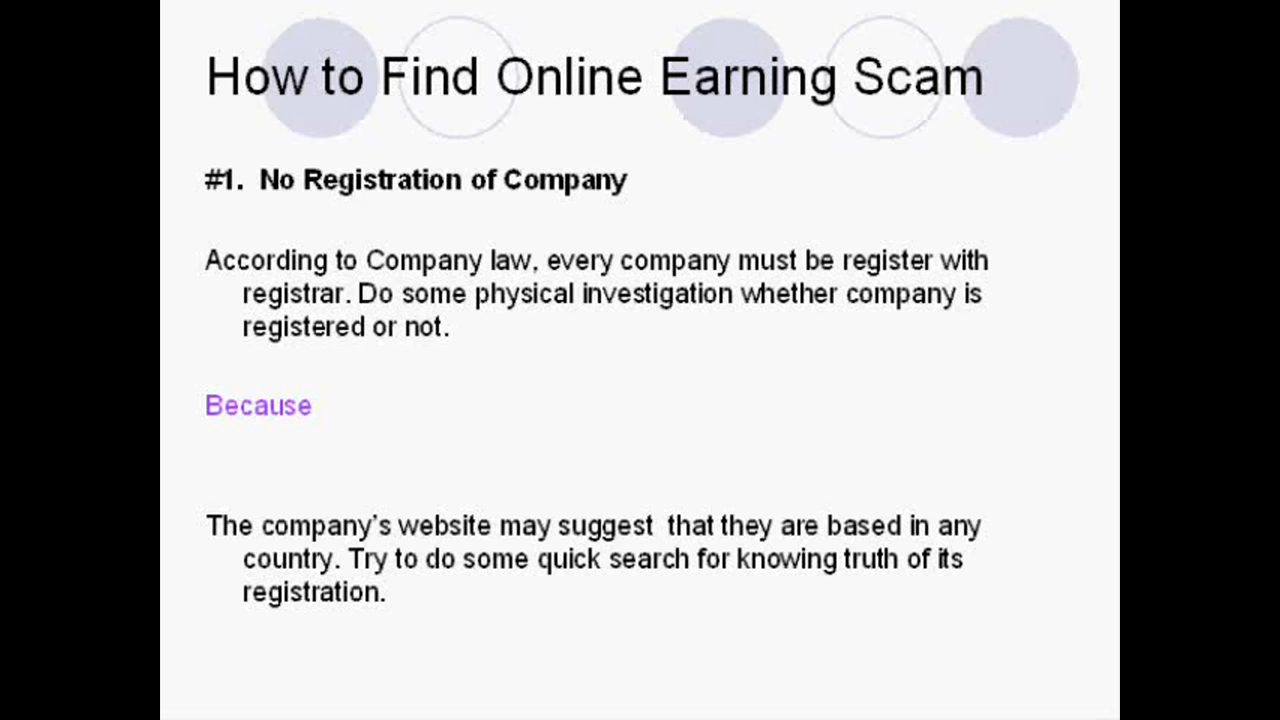 How to Find Online Earning Scam
#1. No Registration of Company
According to Company law, every company must be register with
registrar. Do some physical investigation whether company is
registered or not.
Because
The company's website may suggest that they are based in any
country. Try to do some quick search for knowing truth of its
registration.